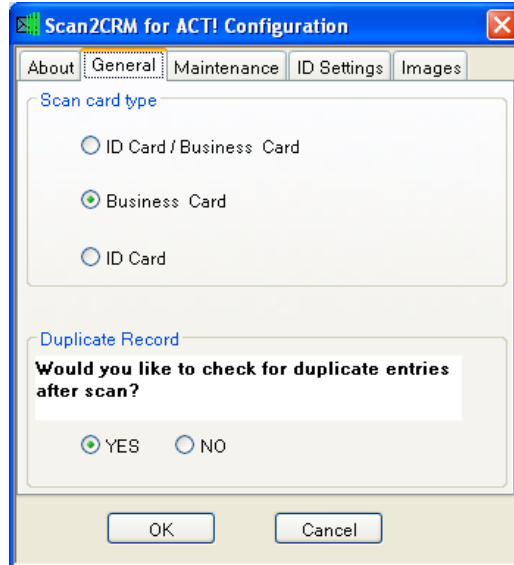 Scan2CRM for ACT! Configuration
About General Maintenance ID Settings Images
Scan card type
ID Card / Business Card
Business Card
ID Card
Duplicate Record
Would you like to check for duplicate entries
after scan?
YES NO
OK Cancel